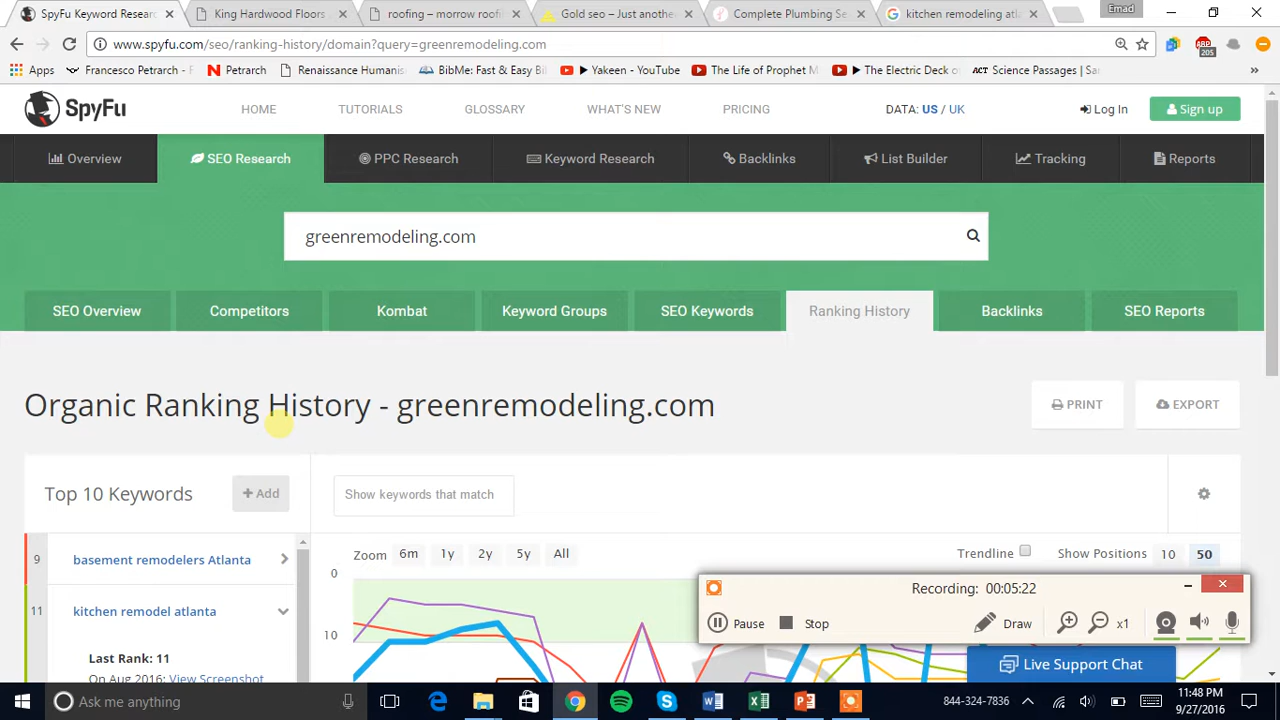 SpyFu Keyword Researc
King Hardwood Floors
roofing – morrow roofi
Gold seo – Just another
Complete Plumbing Se
kitchen remodeling atla
Emad
www.spyfu.com/seo/ranking-history/domain?query=greenremodeling.com
205
Apps
Francesco Petrarch - F
Petrarch
Renaissance Humanis
BibMe: Fast & Easy Bi
Yakeen - YouTube
The Life of Prophet M
The Electric Deck o
ACT Science Passages | Sa
SpyFu
HOME
TUTORIALS
GLOSSARY
WHAT'S NEW
PRICING
DATA: US / UK
Log In
Sign up
Overview
SEO Research
PPC Research
Keyword Research
Backlinks
List Builder
Tracking
Reports
greenremodeling.com
SEO Overview
Competitors
Kombat
Keyword Groups
SEO Keywords
Ranking History
Backlinks
SEO Reports
Organic Ranking History - greenremodeling.com
PRINT
EXPORT
Top 10 Keywords
+ Add
Show keywords that match
9 basement remodelers Atlanta
Zoom 6m 1y 2y 5y All
Trendline
Show Positions 10 50
0
10
11 kitchen remodel atlanta
Last Rank: 11
On Aug 2016: View Screenshot
Recording: 00:05:22
Pause
Stop
Draw
x1
Live Support Chat
Ask me anything
844-324-7836
11:48 PM
9/27/2016